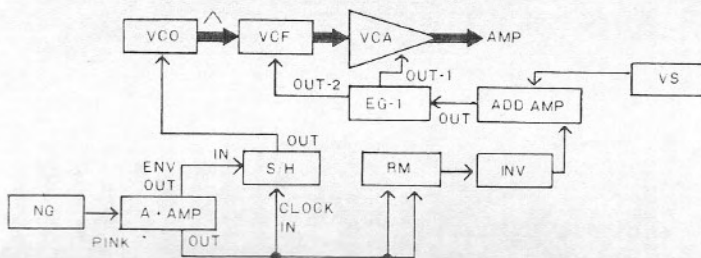 VCO
VCF
VCA
AMP
OUT-2
OUT-1
EG-1
OUT
ADD AMP
VS
OUT
IN
ENV
OUT
S/H
RM
INV
NG
PINK
A·AMP
OUT
CLOCK
IN